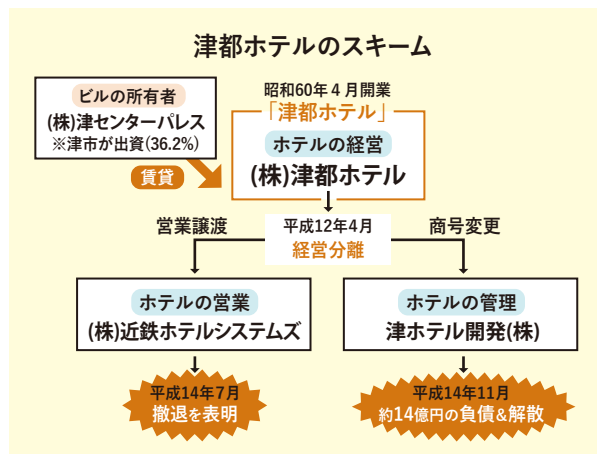 津都ホテルのスキーム
ビルの所有者
(株)津センターパレス
※津市が出資(36.2%)
賃貸
昭和60年4月開業
「津都ホテル」
ホテルの経営
(株)津都ホテル
営業譲渡
平成12年4月
経営分離
商号変更
ホテルの営業
(株)近鉄ホテルシステムズ
ホテルの管理
津ホテル開発(株)
平成14年7月
撤退を表明
平成14年11月
約14億円の負債&解散